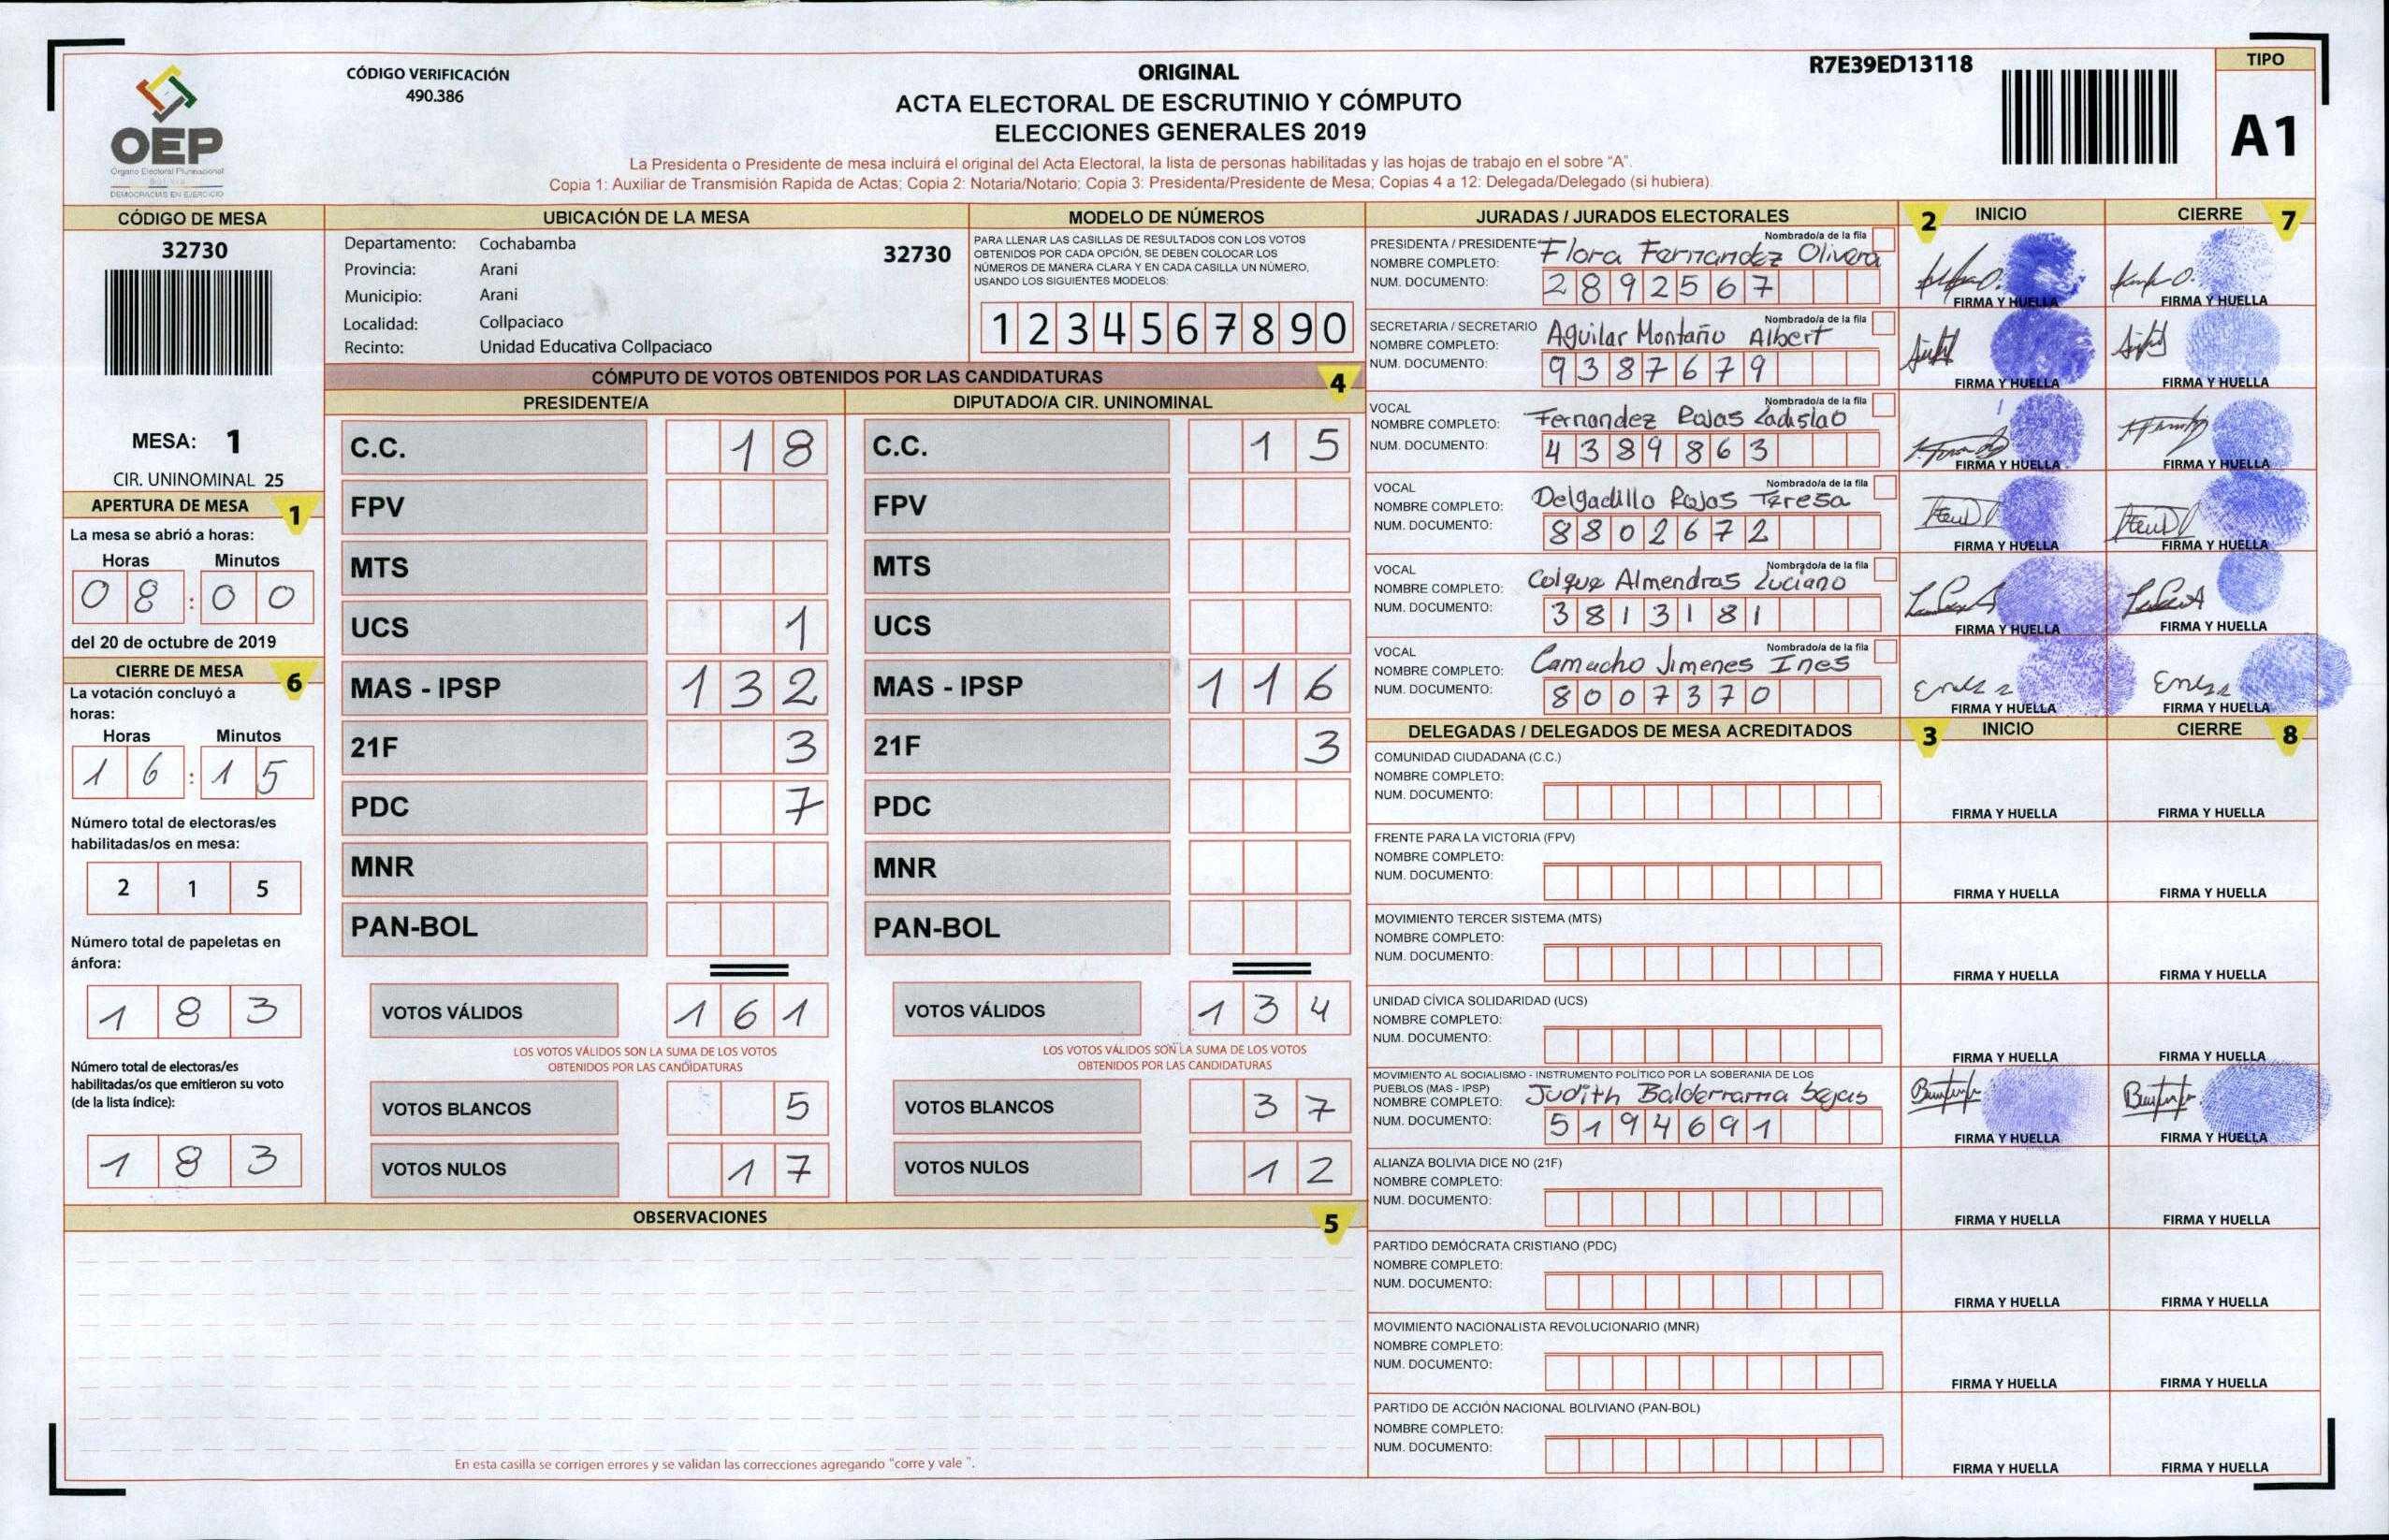 CÓDIGO VERIFICACIÓN
490.386
ORIGINAL
ACTA ELECTORAL DE ESCRUTINIO Y CÓMPUTO
ELECCIONES GENERALES 2019
R7E39ED13118
TIPO
A1
OEP
Órgano Electoral Plurinacional
BOLIVIA
DEMOCRACIAS EN EJERCICIO
La Presidenta o Presidente de mesa incluirá el original del Acta Electoral, la lista de personas habilitadas y las hojas de trabajo en el sobre "A".
Copia 1: Auxiliar de Transmisión Rapida de Actas; Copia 2: Notaria/Notario; Copia 3: Presidenta/Presidente de Mesa; Copias 4 a 12: Delegada/Delegado (si hubiera).
CÓDIGO DE MESA
32730
MESA: 1
CIR. UNINOMINAL 25
APERTURA DE MESA 1
La mesa se abrió a horas:
Horas Minutos
08:00
del 20 de octubre de 2019
CIERRE DE MESA 6
La votación concluyó a
horas:
Horas Minutos
16:15
Número total de electoras/es
habilitadas/os en mesa:
215
Número total de papeletas en
ánfora:
183
Número total de electoras/es
habilitadas/os que emitieron su voto
(de la lista índice):
183
UBICACIÓN DE LA MESA
Departamento: Cochabamba 32730
Provincia: Arani
Municipio: Arani
Localidad: Collpaciaco
Recinto: Unidad Educativa Collpaciaco
MODELO DE NÚMEROS
PARA LLENAR LAS CASILLAS DE RESULTADOS CON LOS VOTOS
OBTENIDOS POR CADA OPCIÓN, SE DEBEN COLOCAR LOS
NÚMEROS DE MANERA CLARA Y EN CADA CASILLA UN NÚMERO,
USANDO LOS SIGUIENTES MODELOS:
1234567890
CÓMPUTO DE VOTOS OBTENIDOS POR LAS CANDIDATURAS 4
PRESIDENTE/A
C.C. 18
FPV
MTS
UCS 1
MAS - IPSP 132
21F 3
PDC 7
MNR
PAN-BOL
VOTOS VÁLIDOS 161
LOS VOTOS VÁLIDOS SON LA SUMA DE LOS VOTOS
OBTENIDOS POR LAS CANDIDATURAS
VOTOS BLANCOS 5
VOTOS NULOS 17
DIPUTADO/A CIR. UNINOMINAL
C.C. 15
FPV
MTS
UCS
MAS - IPSP 116
21F 3
PDC
MNR
PAN-BOL
VOTOS VÁLIDOS 134
LOS VOTOS VÁLIDOS SON LA SUMA DE LOS VOTOS
OBTENIDOS POR LAS CANDIDATURAS
VOTOS BLANCOS 37
VOTOS NULOS 12
OBSERVACIONES 5
En esta casilla se corrigen errores y se validan las correcciones agregando "corre y vale ".
JURADAS / JURADOS ELECTORALES 2 INICIO CIERRE 7
PRESIDENTA / PRESIDENTE Nombrado/a de la fila
NOMBRE COMPLETO: Flora Fernandez Olivera
NUM. DOCUMENTO: 2892567
FIRMA Y HUELLA FIRMA Y HUELLA
SECRETARIA / SECRETARIO Nombrado/a de la fila
NOMBRE COMPLETO: Aguilar Montaño Albert
NUM. DOCUMENTO: 9387679
FIRMA Y HUELLA FIRMA Y HUELLA
VOCAL Nombrado/a de la fila
NOMBRE COMPLETO: Fernandez Rojas Ladislao
NUM. DOCUMENTO: 4389863
FIRMA Y HUELLA FIRMA Y HUELLA
VOCAL Nombrado/a de la fila
NOMBRE COMPLETO: Delgadillo Rojas Teresa
NUM. DOCUMENTO: 8802672
FIRMA Y HUELLA FIRMA Y HUELLA
VOCAL Nombrado/a de la fila
NOMBRE COMPLETO: Colque Almendras Luciano
NUM. DOCUMENTO: 3813181
FIRMA Y HUELLA FIRMA Y HUELLA
VOCAL Nombrado/a de la fila
NOMBRE COMPLETO: Camacho Jimenes Ines
NUM. DOCUMENTO: 8007370
FIRMA Y HUELLA FIRMA Y HUELLA
DELEGADAS / DELEGADOS DE MESA ACREDITADOS 3 INICIO CIERRE 8
COMUNIDAD CIUDADANA (C.C.)
NOMBRE COMPLETO:
NUM. DOCUMENTO:
FIRMA Y HUELLA FIRMA Y HUELLA
FRENTE PARA LA VICTORIA (FPV)
NOMBRE COMPLETO:
NUM. DOCUMENTO:
FIRMA Y HUELLA FIRMA Y HUELLA
MOVIMIENTO TERCER SISTEMA (MTS)
NOMBRE COMPLETO:
NUM. DOCUMENTO:
FIRMA Y HUELLA FIRMA Y HUELLA
UNIDAD CÍVICA SOLIDARIDAD (UCS)
NOMBRE COMPLETO:
NUM. DOCUMENTO:
FIRMA Y HUELLA FIRMA Y HUELLA
MOVIMIENTO AL SOCIALISMO - INSTRUMENTO POLÍTICO POR LA SOBERANIA DE LOS
PUEBLOS (MAS - IPSP)
NOMBRE COMPLETO: Judith Balderrama
NUM. DOCUMENTO: 5194691
FIRMA Y HUELLA FIRMA Y HUELLA
ALIANZA BOLIVIA DICE NO (21F)
NOMBRE COMPLETO:
NUM. DOCUMENTO:
FIRMA Y HUELLA FIRMA Y HUELLA
PARTIDO DEMÓCRATA CRISTIANO (PDC)
NOMBRE COMPLETO:
NUM. DOCUMENTO:
FIRMA Y HUELLA FIRMA Y HUELLA
MOVIMIENTO NACIONALISTA REVOLUCIONARIO (MNR)
NOMBRE COMPLETO:
NUM. DOCUMENTO:
FIRMA Y HUELLA FIRMA Y HUELLA
PARTIDO DE ACCIÓN NACIONAL BOLIVIANO (PAN-BOL)
NOMBRE COMPLETO:
NUM. DOCUMENTO:
FIRMA Y HUELLA FIRMA Y HUELLA